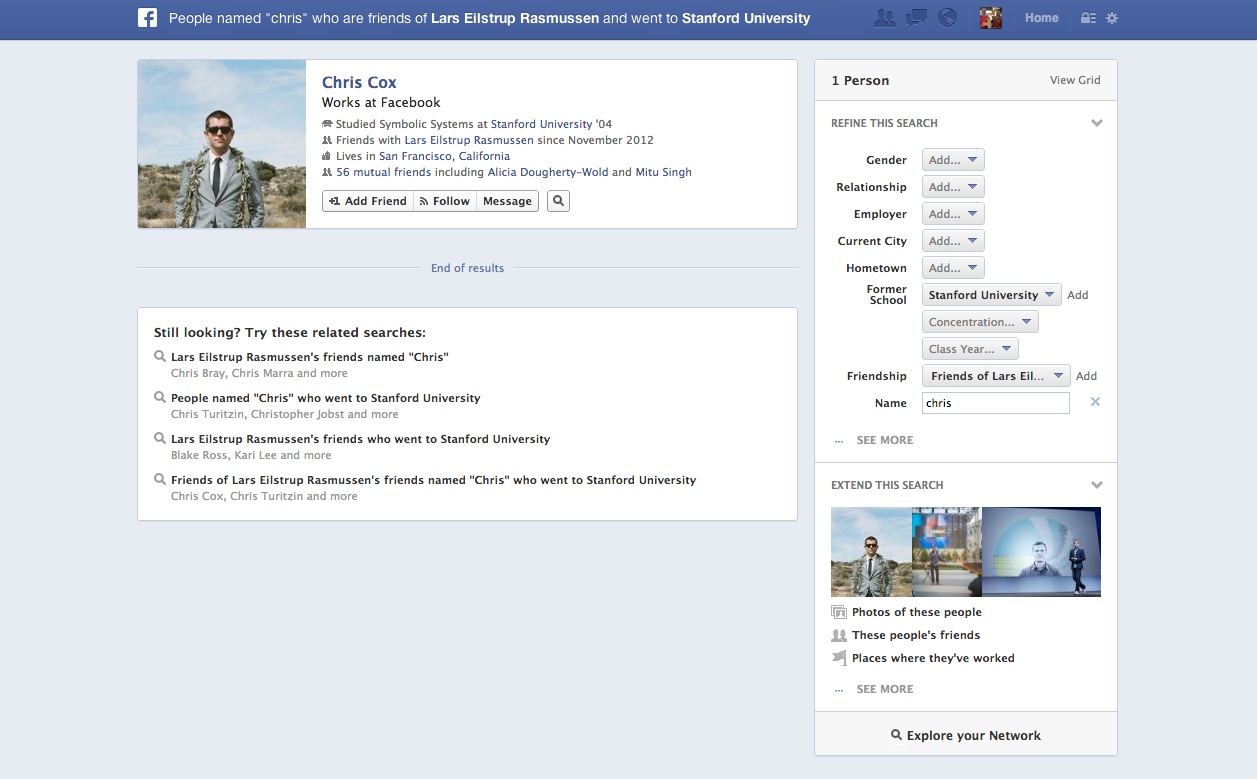 People named "chris" who are friends of Lars Eilstrup Rasmussen and went to Stanford University
Home
Chris Cox
Works at Facebook
Studied Symbolic Systems at Stanford University '04
Friends with Lars Eilstrup Rasmussen since November 2012
Lives in San Francisco, California
56 mutual friends including Alicia Dougherty-Wold and Mitu Singh
Add Friend Follow Message
End of results
Still looking? Try these related searches:
Lars Eilstrup Rasmussen's friends named "Chris"
Chris Bray, Chris Marra and more
People named "Chris" who went to Stanford University
Chris Turitzin, Christopher Jobst and more
Lars Eilstrup Rasmussen's friends who went to Stanford University
Blake Ross, Kari Lee and more
Friends of Lars Eilstrup Rasmussen's friends named "Chris" who went to Stanford University
Chris Cox, Chris Turitzin and more
1 Person View Grid
REFINE THIS SEARCH
Gender Add...
Relationship Add...
Employer Add...
Current City Add...
Hometown Add...
Former
School Stanford University Add
Concentration...
Class Year...
Friendship Friends of Lars Eil... Add
Name chris
... SEE MORE
EXTEND THIS SEARCH
Photos of these people
These people's friends
Places where they've worked
... SEE MORE
Explore your Network